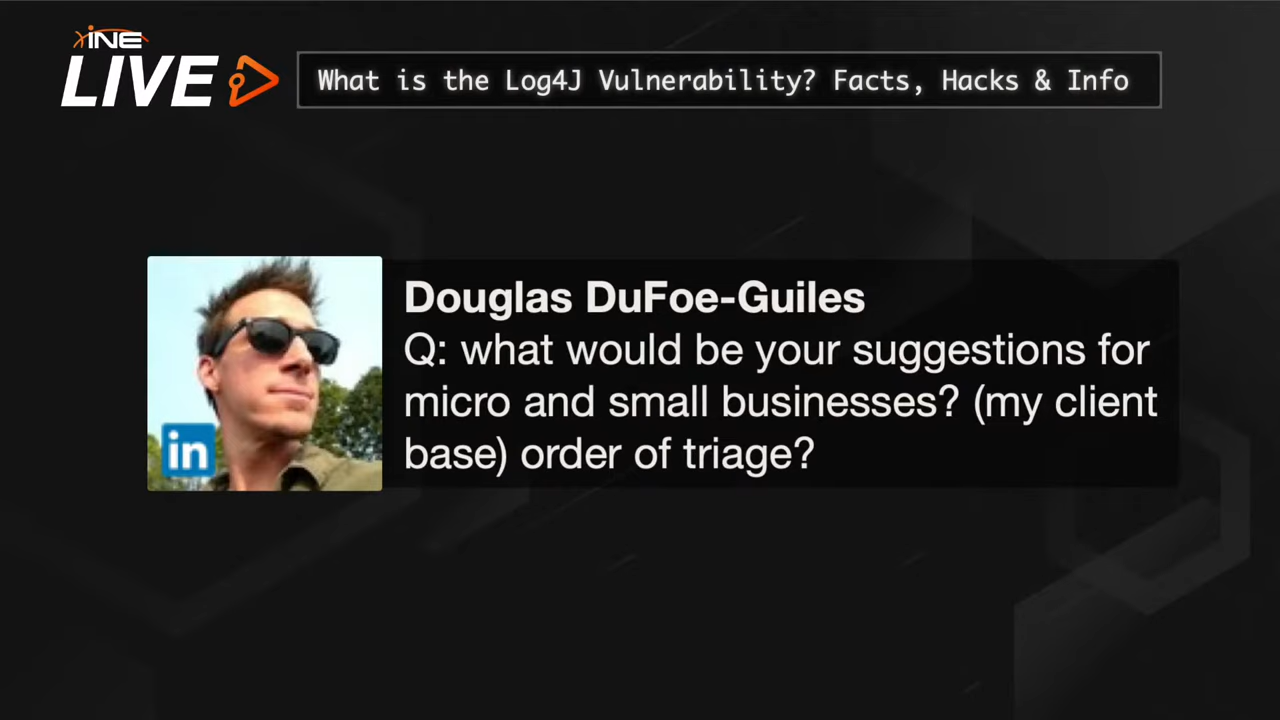 INE
LIVE
What is the Log4J Vulnerability? Facts, Hacks & Info
Douglas DuFoe-Guiles
Q: what would be your suggestions for
micro and small businesses? (my client
base) order of triage?
in